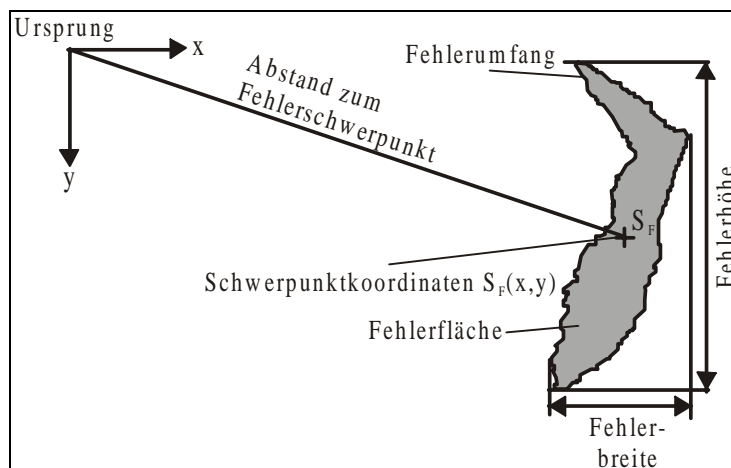 Ursprung
x
y
Abstand zum
Fehlerschwerpunkt
Fehlerumfang
Fehlerhöhe
S_F
Schwerpunktkoordinaten S_F(x,y)
Fehlerfläche
Fehler-
breite